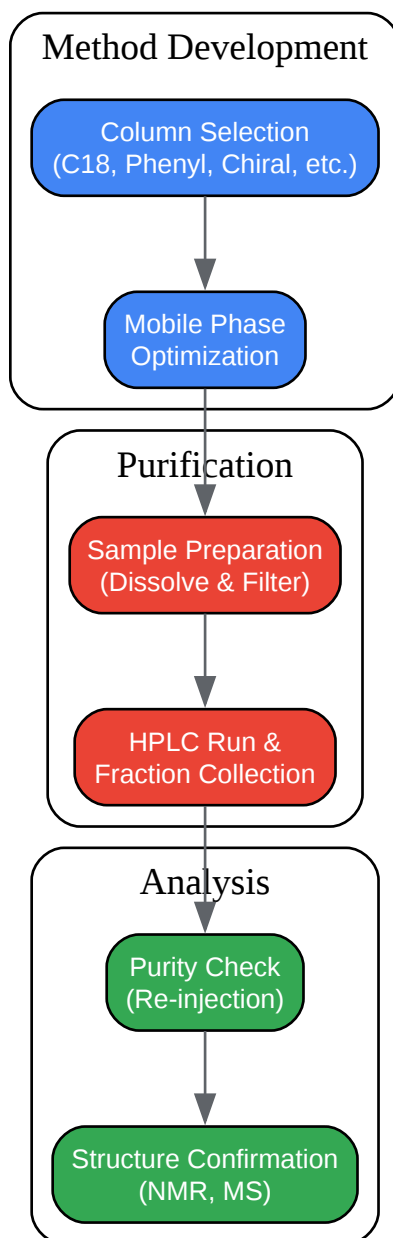 Method Development
Column Selection
(C18, Phenyl, Chiral, etc.)
Mobile Phase
Optimization
Purification
Sample Preparation
(Dissolve & Filter)
HPLC Run &
Fraction Collection
Analysis
Purity Check
(Re-injection)
Structure Confirmation
(NMR, MS)